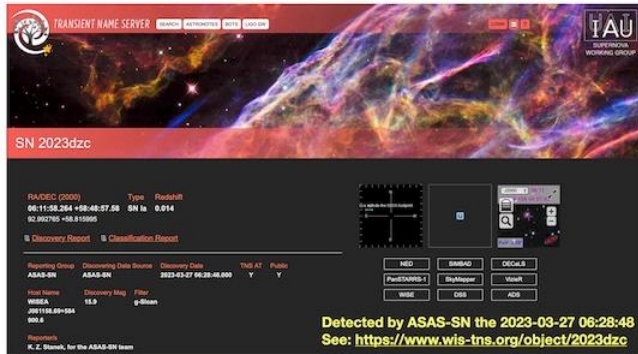 TRANSIENT NAME SERVER SEARCH ASTRONOTES BOTS
IAU
SUPERNOVA
WORKING GROUP
SN 2023dzc
RA/DEC (2000) Type Redshift
06:11:58.264 +58:48:57.58 SN Ia 0.014
92.992765 +58.815995
Discovery Report Classification Report
Reporting Group Discovering Data Source Discovery Date TNS AT Public
ASAS-SN ASAS-SN 2023-03-27 06:28:48.000 Y Y
Host Name Discovery Mag Filter
WISEA 15.9 g-Sloan
J061158.69+584
900.6
Reporter/s
K. Z. Stanek, for the ASAS-SN team
NED SIMBAD DECaLS
PanSTARRS-1 SkyMapper VizieR
WISE DSS ADS
Detected by ASAS-SN the 2023-03-27 06:28:48
See: https://www.wis-tns.org/object/2023dzc